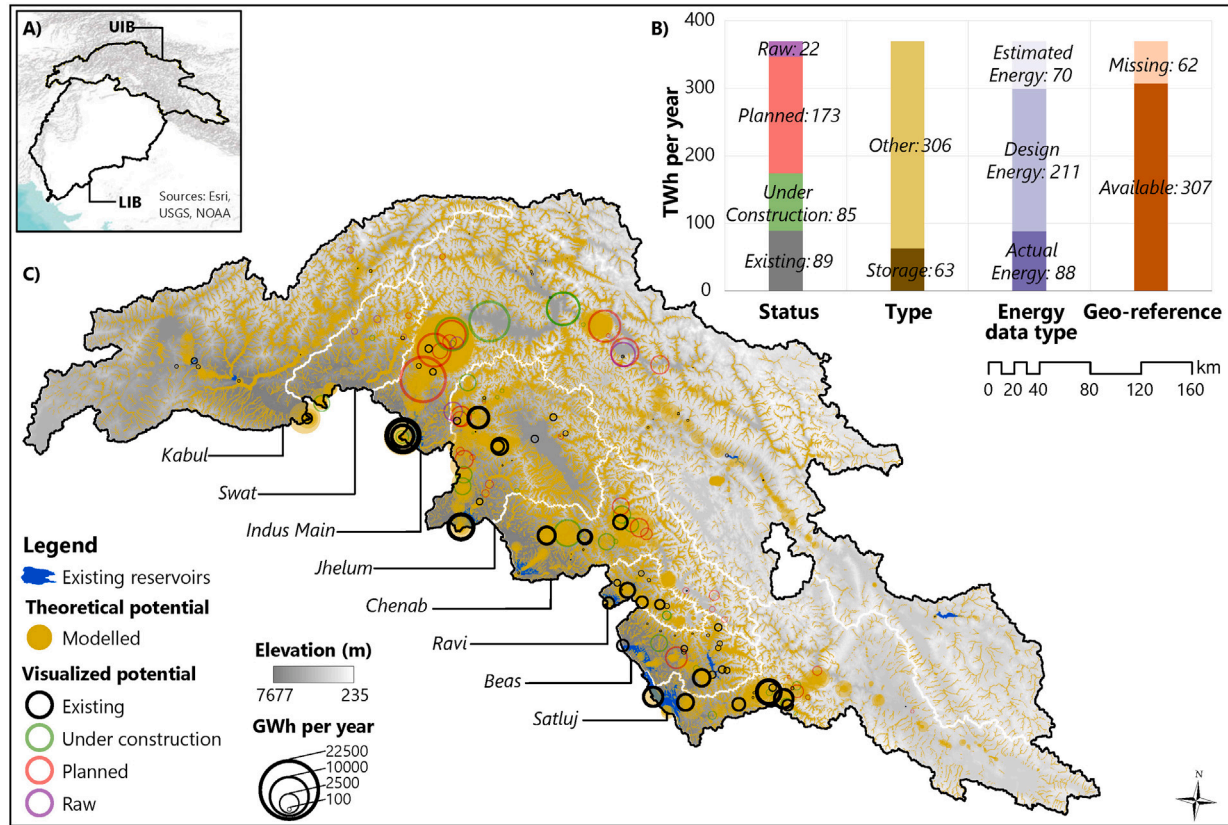 A)
UIB
LIB
Sources: Esri,
USGS, NOAA
B)
TWh per year
400
300
200
100
0
Raw: 22
Planned: 173
Under
Construction: 85
Existing: 89
Status
Other: 306
Storage: 63
Type
Estimated
Energy: 70
Design
Energy: 211
Actual
Energy: 88
Energy
data type
Missing: 62
Available: 307
Geo-reference
km
0 20 40 80 120 160
C)
Kabul
Swat
Indus Main
Jhelum
Chenab
Ravi
Beas
Satluj
Legend
Existing reservoirs
Theoretical potential
Modelled
Visualized potential
Existing
Under construction
Planned
Raw
Elevation (m)
7677 235
GWh per year
22500
10000
2500
100
N